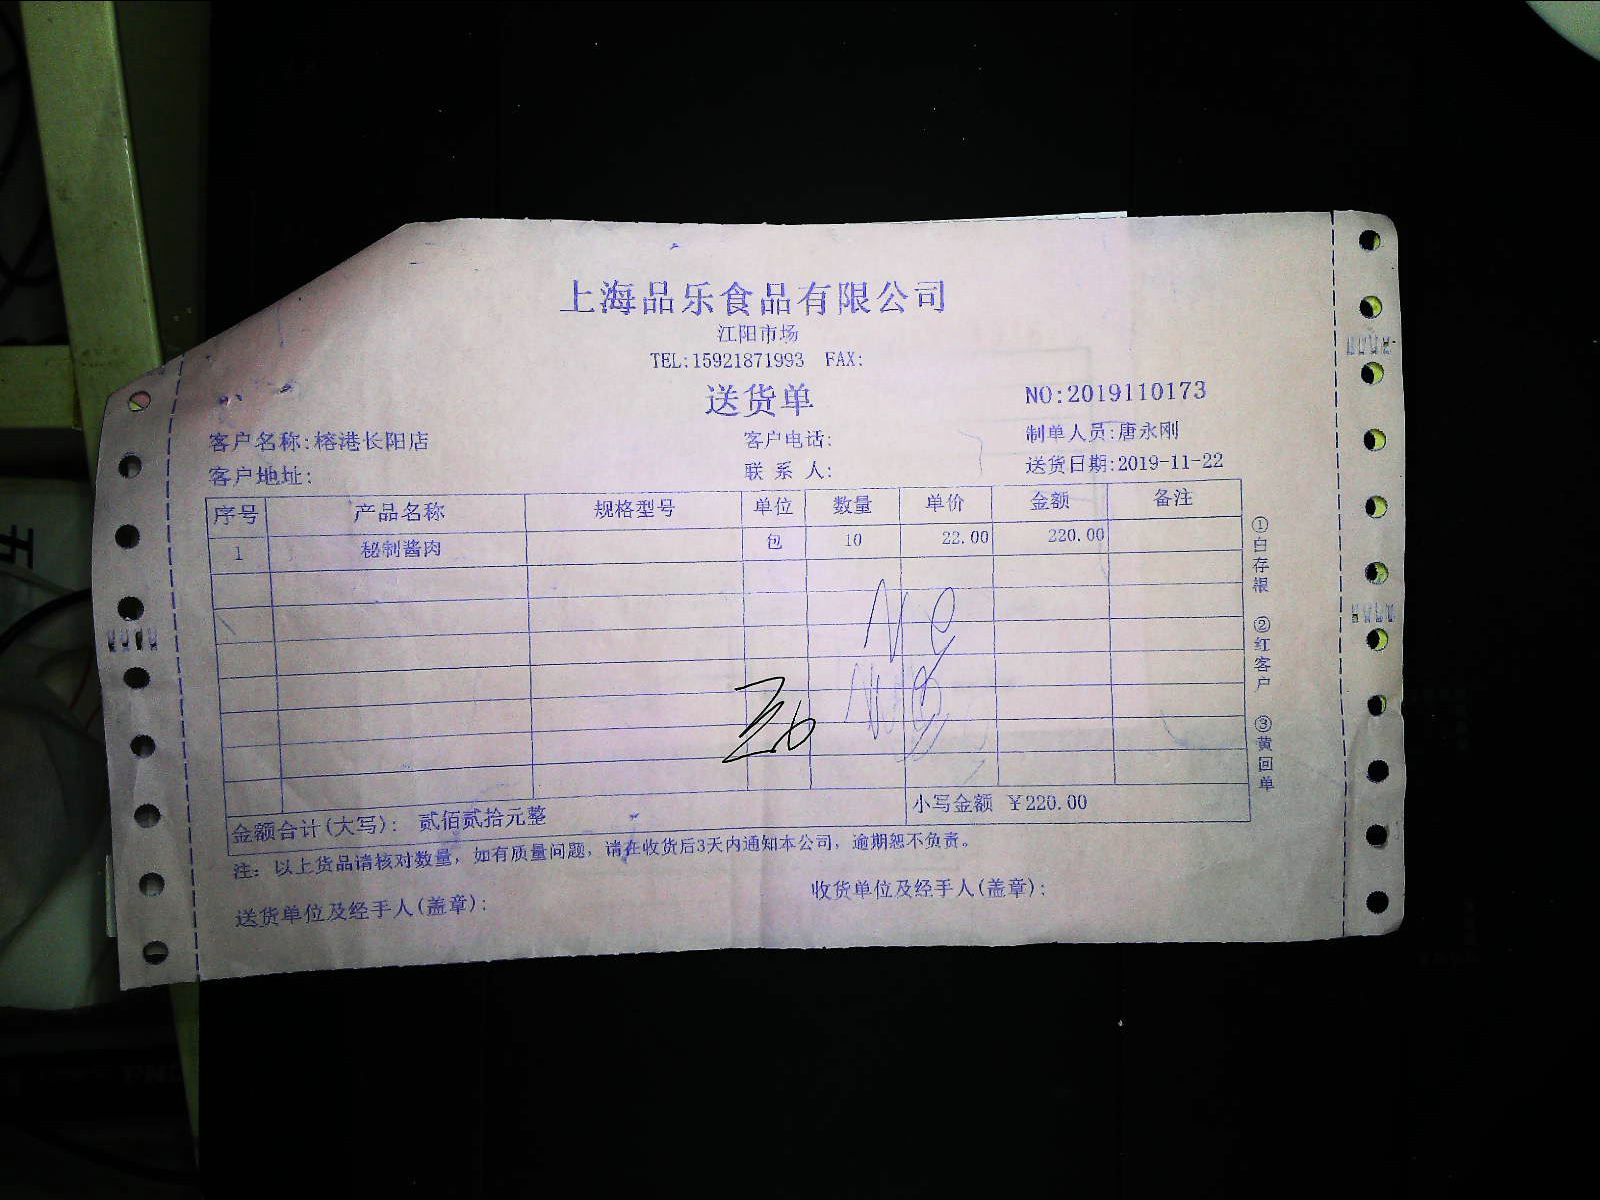 上海品乐食品有限公司
江阳市场
TEL:15921871993 FAX:
送货单
NO:2019110173
客户名称:榕港长阳店 客户电话: 制单人员:唐永刚
客户地址: 联系人: 送货日期:2019-11-22
序号 产品名称 规格型号 单位 数量 单价 金额 备注
1 秘制酱肉 包 10 22.00 220.00
金额合计(大写): 贰佰贰拾元整 小写金额 ¥220.00
注: 以上货品请核对数量, 如有质量问题, 请在收货后3天内通知本公司, 逾期恕不负责。
送货单位及经手人(盖章): 收货单位及经手人(盖章):
①白存根 ②红客户 ③黄回单